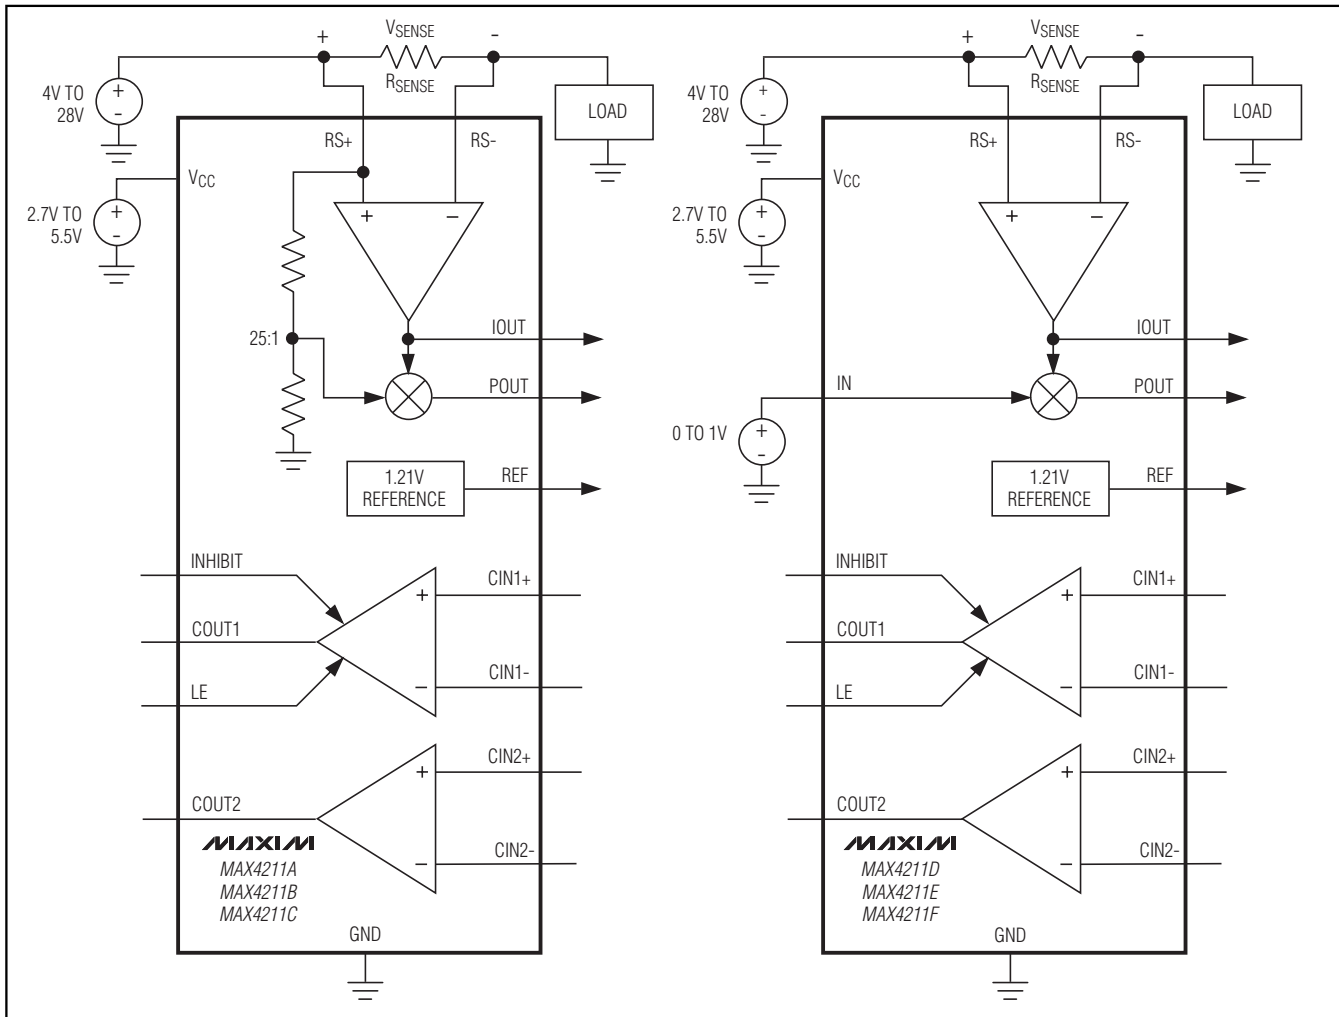 + VSENSE -
RSENSE
4V TO
28V
+
-
LOAD
RS+
RS-
VCC
2.7V TO
5.5V
+
-
+
−
25:1
IOUT
POUT
1.21V
REFERENCE
REF
INHIBIT
COUT1
LE
+
−
CIN1+
CIN1-
COUT2
+
−
CIN2+
CIN2-
MAXIM
MAX4211A
MAX4211B
MAX4211C
GND
+ VSENSE -
RSENSE
4V TO
28V
+
-
LOAD
RS+
RS-
VCC
2.7V TO
5.5V
+
-
+
−
IOUT
IN
POUT
0 TO 1V
+
-
1.21V
REFERENCE
REF
INHIBIT
COUT1
LE
+
−
CIN1+
CIN1-
COUT2
+
−
CIN2+
CIN2-
MAXIM
MAX4211D
MAX4211E
MAX4211F
GND